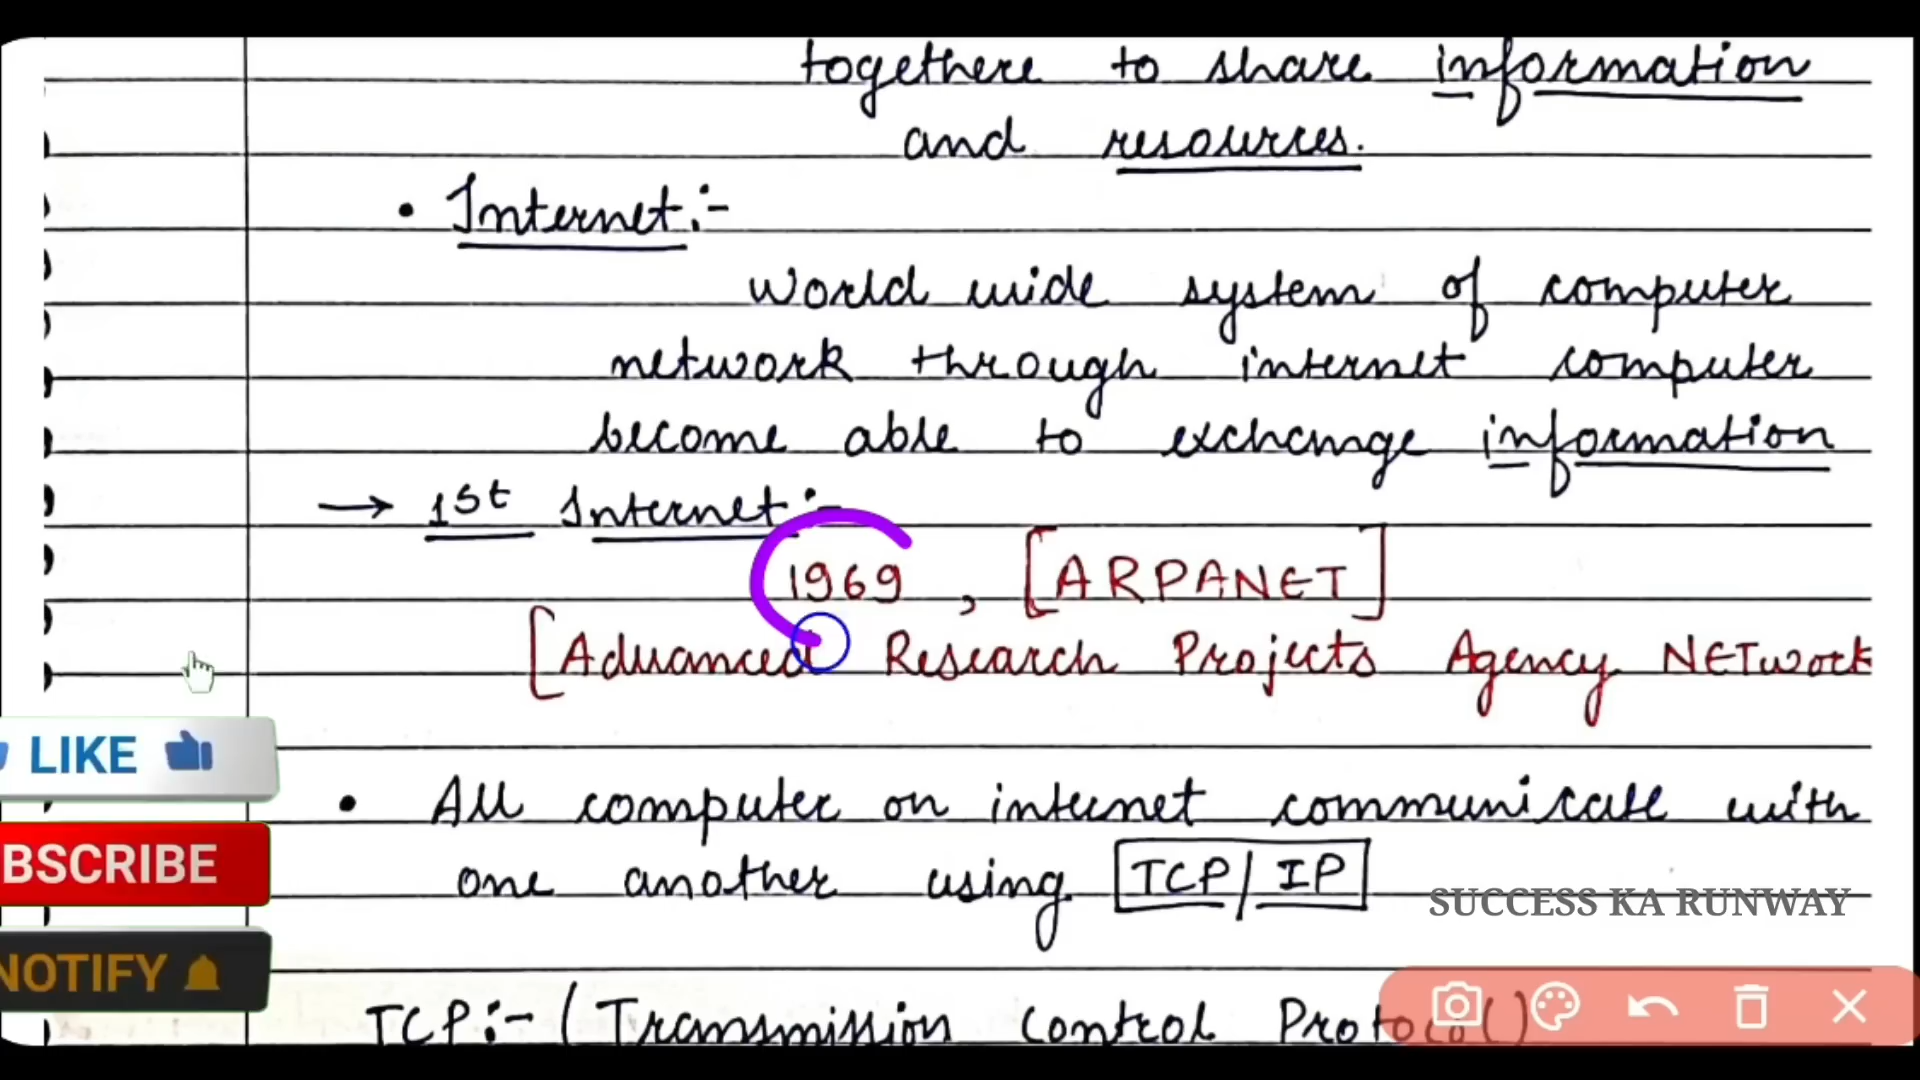 togethere to share information
and resources.
• Internet:-
World wide system of computer
network through internet computer
become able to exchange information
→ 1st Internet:-
1969, [ARPANET]
[Advanced Research Projects Agency NETwork
LIKE
• All computer on internet communicate with
BSCRIBE
one another using TCP/IP
SUCCESS KA RUNWAY
NOTIFY
TCP:- (Transmission Control Protocol)